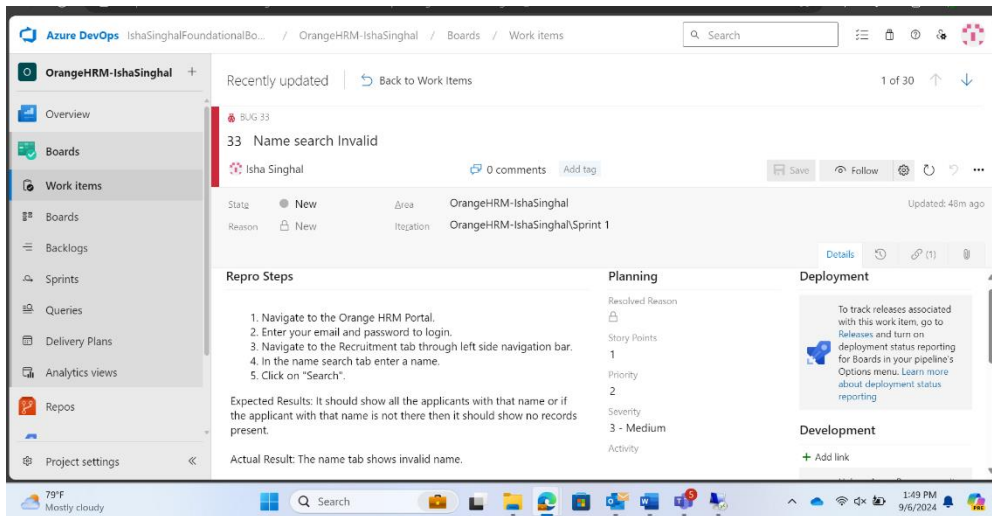 Azure DevOps IshaSinghalFoundationalBo... / OrangeHRM-IshaSinghal / Boards / Work items
Search
O OrangeHRM-IshaSinghal +
Recently updated
Back to Work Items
1 of 30
Overview
Boards
Work items
Boards
Backlogs
Sprints
Queries
Delivery Plans
Analytics views
Repos
Project settings
BUG 33
33 Name search Invalid
Isha Singhal
0 comments
Add tag
Save
Follow
State New
Area OrangeHRM-IshaSinghal
Updated: 48m ago
Reason New
Iteration OrangeHRM-IshaSinghal\Sprint 1
Details
(1)
Repro Steps
1. Navigate to the Orange HRM Portal.
2. Enter your email and password to login.
3. Navigate to the Recruitment tab through left side navigation bar.
4. In the name search tab enter a name.
5. Click on "Search".
Expected Results: It should show all the applicants with that name or if
the applicant with that name is not there then it should show no records
present.
Actual Result: The name tab shows invalid name.
Planning
Resolved Reason
Story Points
1
Priority
2
Severity
3 - Medium
Activity
Deployment
To track releases associated
with this work item, go to
Releases and turn on
deployment status reporting
for Boards in your pipeline's
Options menu. Learn more
about deployment status
reporting
Development
+ Add link
79°F
Mostly cloudy
Search
5
1:49 PM
9/6/2024
PRE